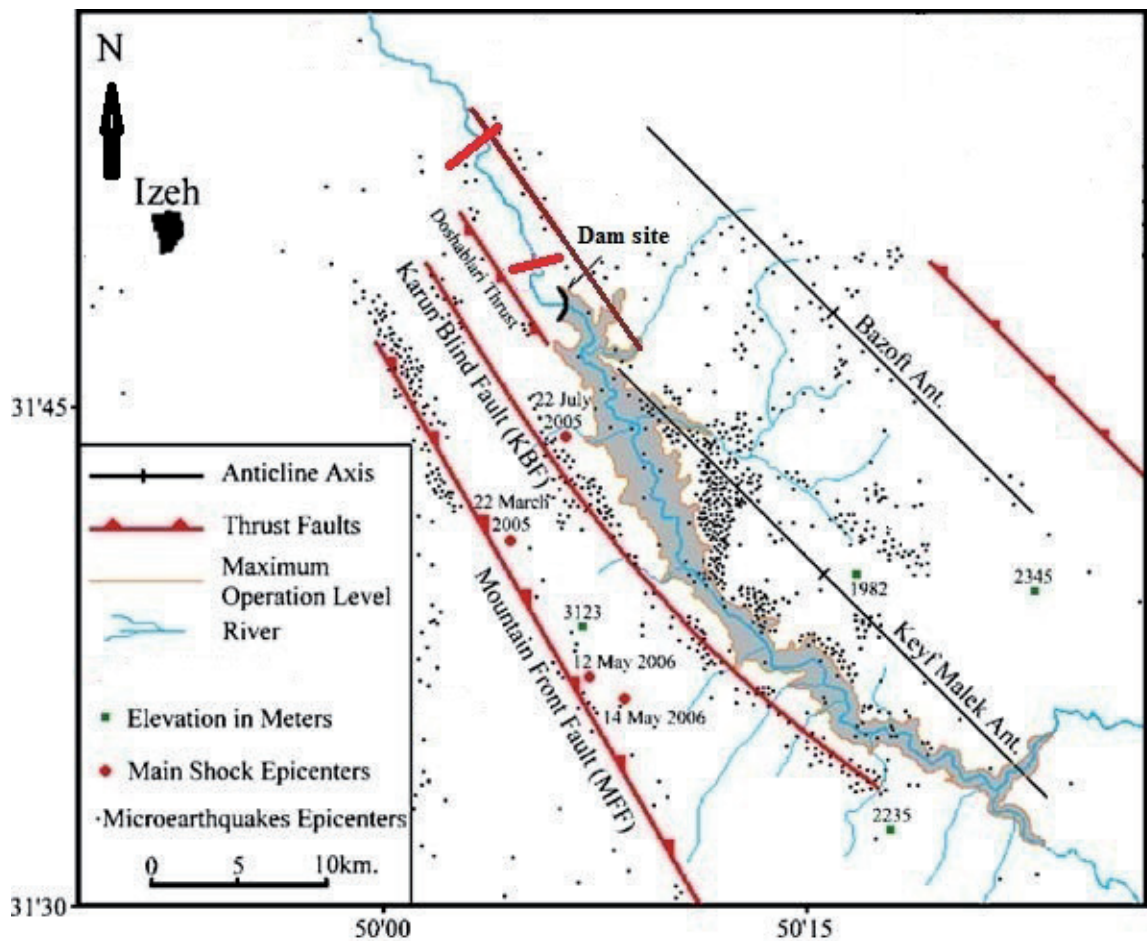 N
Izeh
Dam site
Doshablari Thrust
Karun Blind Fault (KBF)
Bazoft Ant.
31'45
22 July
2005
Anticline Axis
22 March
2005
Thrust Faults
Maximum
Operation Level
River
Mountain Front Fault (MFF)
1982
2345
3123
Keyf Malek Ant.
12 May 2006
14 May 2006
Elevation in Meters
Main Shock Epicenters
Microearthquakes Epicenters
2235
0 5 10km.
31'30
50'00
50'15